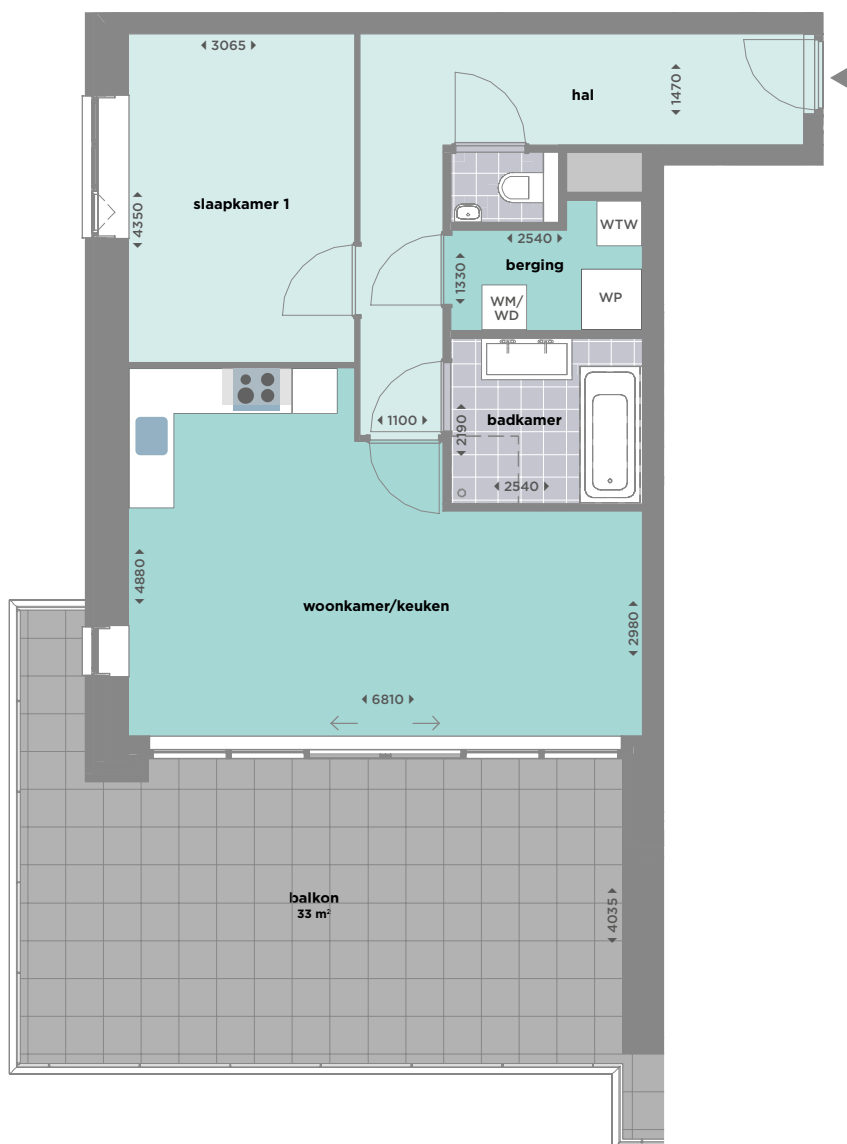 3065
hal
1470
slaapkamer 1
4350
WTW
2540
berging
1330
WP
WM/
WD
1100
badkamer
2190
2540
4880
woonkamer/keuken
2980
6810
balkon
33 m²
4035